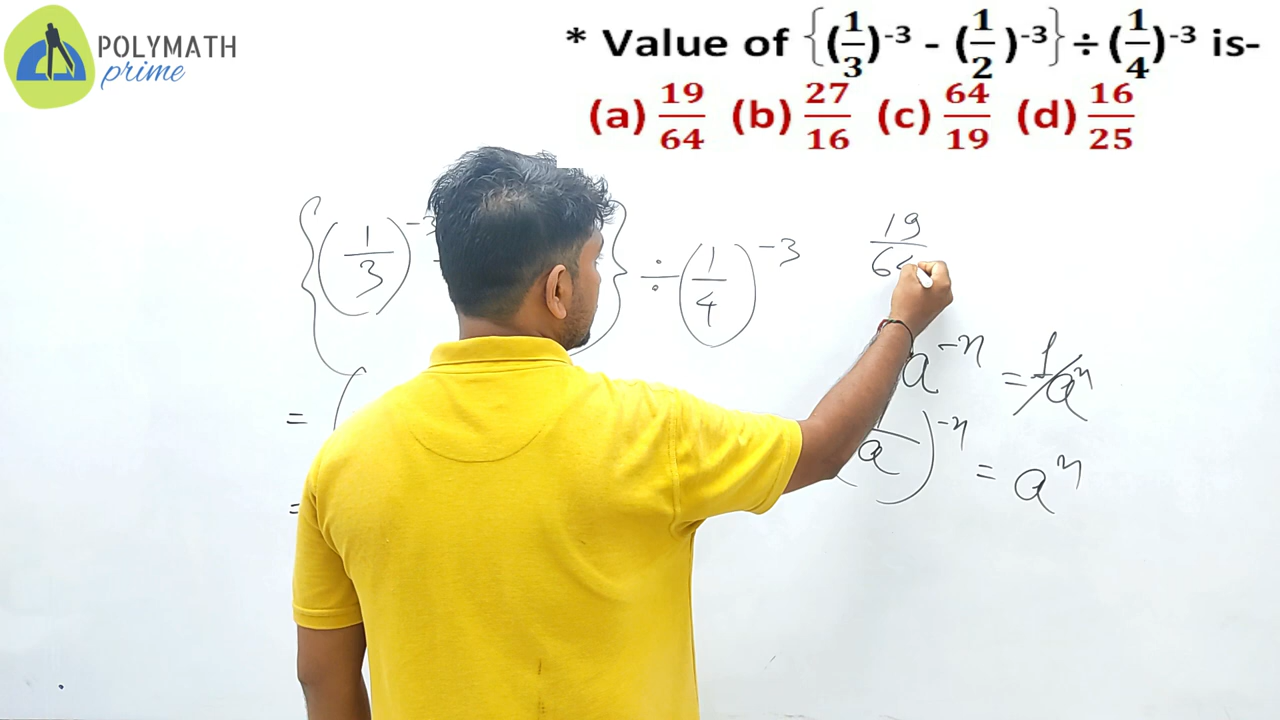 POLYMATH
prime
* Value of {(1/3)^-3 - (1/2)^-3} ÷ (1/4)^-3 is-
(a) 19/64 (b) 27/16 (c) 64/19 (d) 16/25
{(1/3)^-3 } ÷ (1/4)^-3 19/64
a^-n = 1/a^n
= (
(1/a)^-n = a^n
=